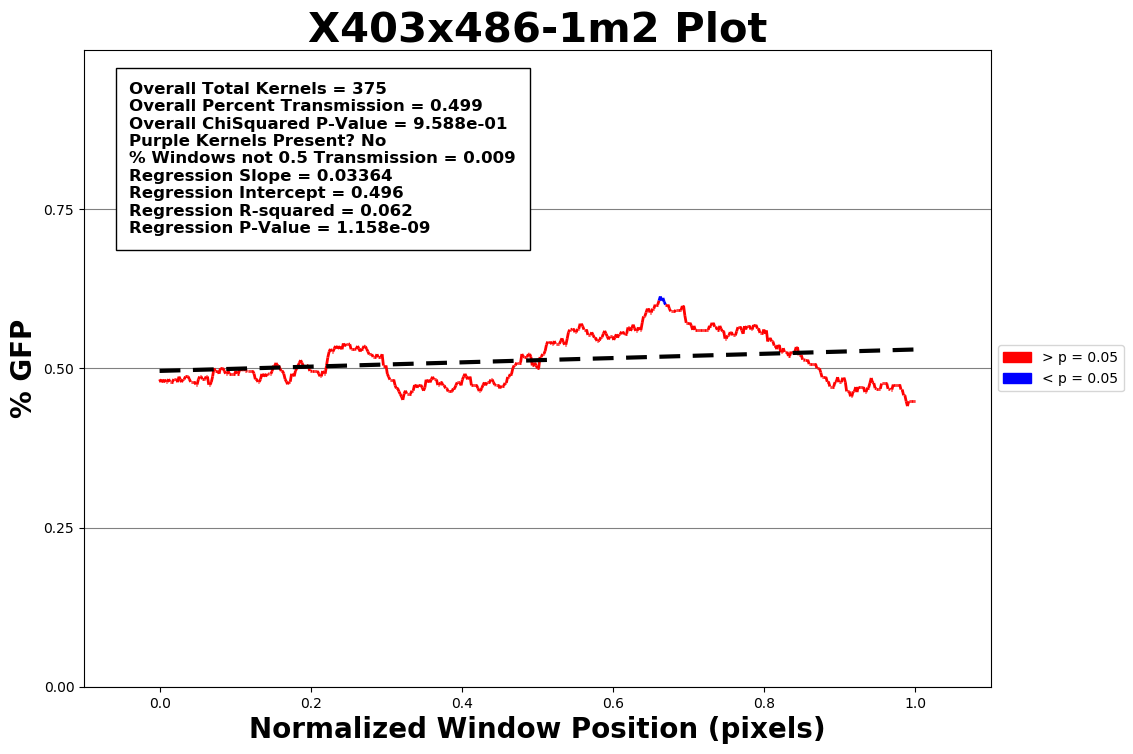 X403x486-1m2 Plot
Overall Total Kernels = 375
Overall Percent Transmission = 0.499
Overall ChiSquared P-Value = 9.588e-01
Purple Kernels Present? No
% Windows not 0.5 Transmission = 0.009
Regression Slope = 0.03364
Regression Intercept = 0.496
Regression R-squared = 0.062
Regression P-Value = 1.158e-09
% GFP
0.75
0.50
0.25
0.00
> p = 0.05
< p = 0.05
0.0 0.2 0.4 0.6 0.8 1.0
Normalized Window Position (pixels)